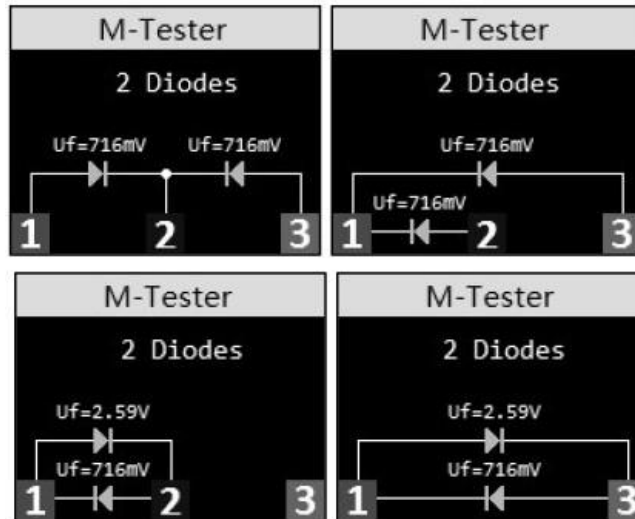 M-Tester
2 Diodes
Uf=716mV Uf=716mV
1 2 3
M-Tester
2 Diodes
Uf=716mV
Uf=716mV
1 2 3
M-Tester
2 Diodes
Uf=2.59V
Uf=716mV
1 2 3
M-Tester
2 Diodes
Uf=2.59V
Uf=716mV
1 3